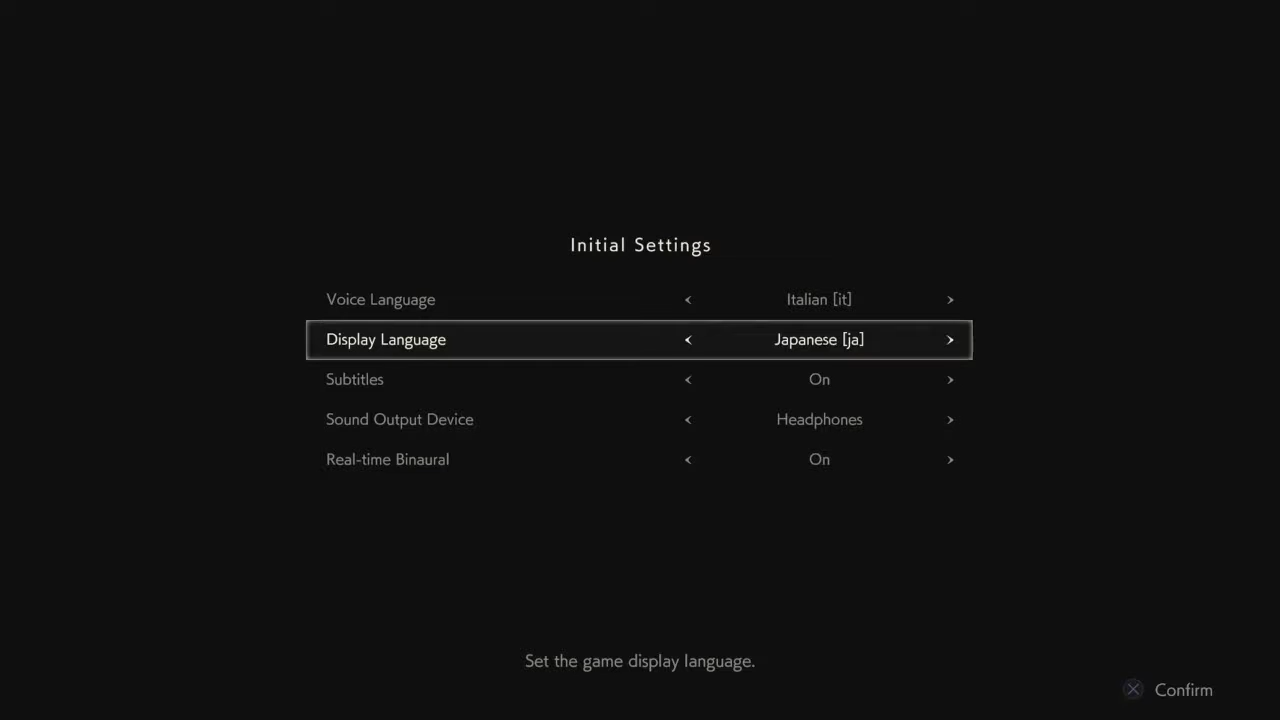 Initial Settings
Voice Language < Italian [it] >
Display Language < Japanese [ja] >
Subtitles < On >
Sound Output Device < Headphones >
Real-time Binaural < On >
Set the game display language.
Confirm